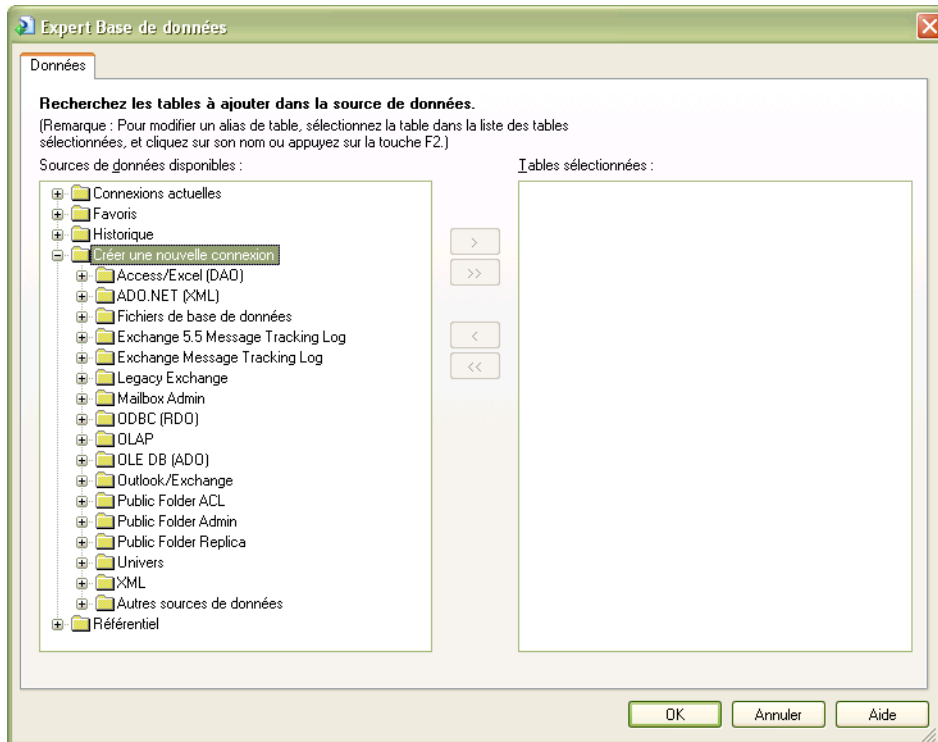 Expert Base de données
Données
Recherchez les tables à ajouter dans la source de données.
(Remarque : Pour modifier un alias de table, sélectionnez la table dans la liste des tables
sélectionnées, et cliquez sur son nom ou appuyez sur la touche F2.)
Sources de données disponibles :
Connexions actuelles
Favoris
Historique
Créer une nouvelle connexion
Access/Excel (DAO)
ADO.NET (XML)
Fichiers de base de données
Exchange 5.5 Message Tracking Log
Exchange Message Tracking Log
Legacy Exchange
Mailbox Admin
ODBC (RDO)
OLAP
OLE DB (ADO)
Outlook/Exchange
Public Folder ACL
Public Folder Admin
Public Folder Replica
Univers
XML
Autres sources de données
Référentiel
>
>>
<
<<
Tables sélectionnées :
OK
Annuler
Aide